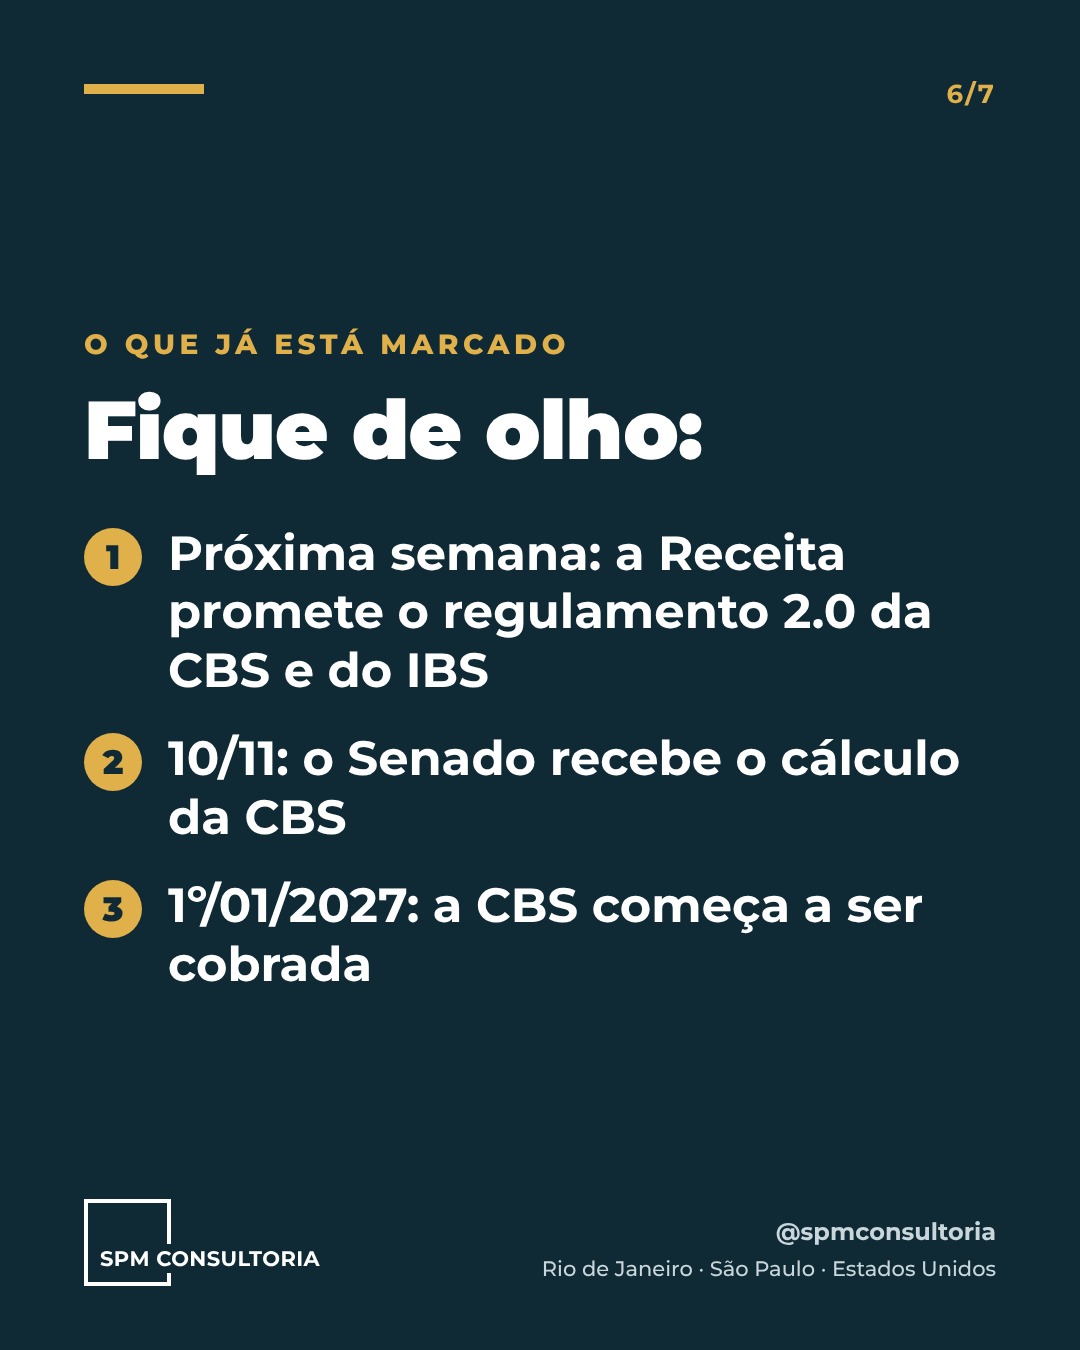 6/7
O QUE JÁ ESTÁ MARCADO
Fique de olho:
1 Próxima semana: a Receita
promete o regulamento 2.0 da
CBS e do IBS
2 10/11: o Senado recebe o cálculo
da CBS
3 1º/01/2027: a CBS começa a ser
cobrada
SPM CONSULTORIA
@spmconsultoria
Rio de Janeiro · São Paulo · Estados Unidos